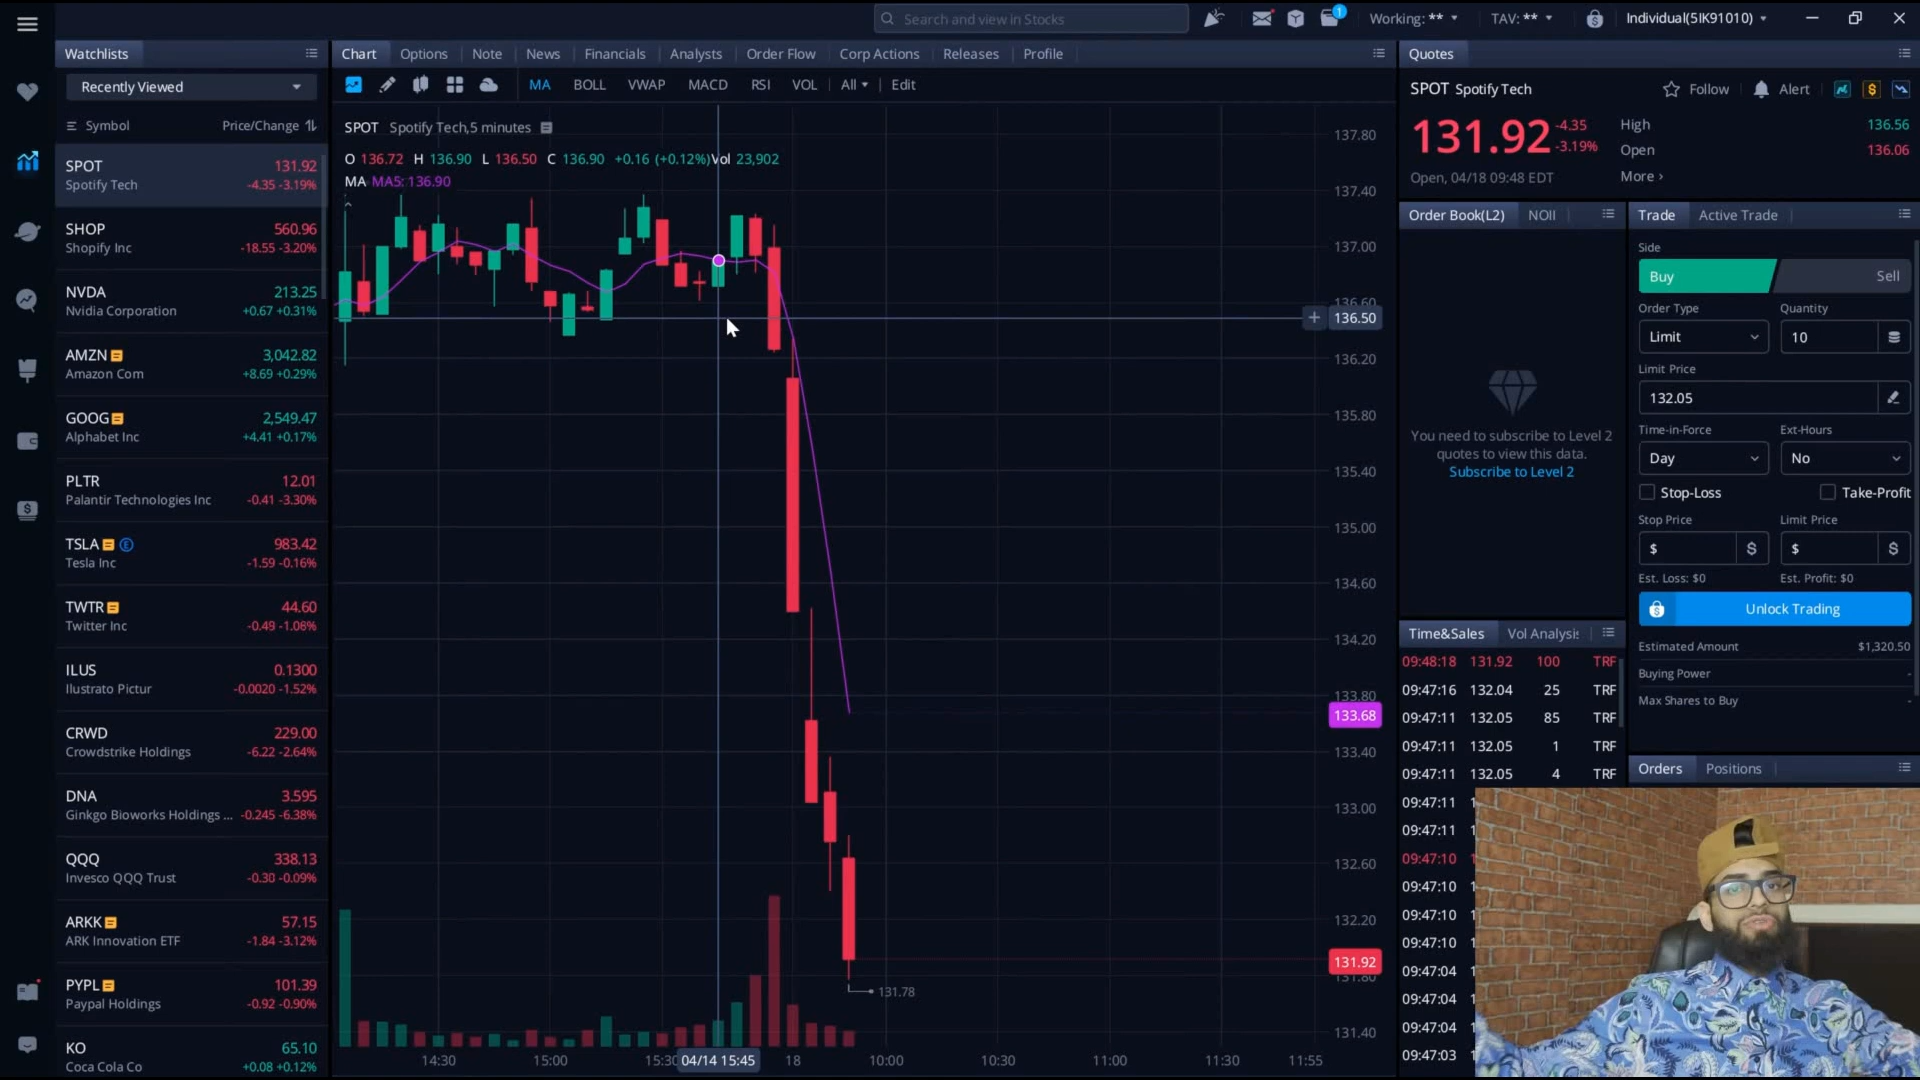 Search and view in Stocks
1
Working: **
TAV: **
Individual(5IK91010)
Watchlists
Recently Viewed
Symbol
Price/Change
SPOT 131.92
Spotify Tech -4.35 -3.19%
SHOP 560.96
Shopify Inc -18.55 -3.20%
NVDA 213.25
Nvidia Corporation +0.67 +0.31%
AMZN 3,042.82
Amazon Com +8.69 +0.29%
GOOG 2,549.47
Alphabet Inc +4.41 +0.17%
PLTR 12.01
Palantir Technologies Inc -0.41 -3.30%
TSLA E 983.42
Tesla Inc -1.59 -0.16%
TWTR 44.60
Twitter Inc -0.49 -1.08%
ILUS 0.1300
Ilustrato Pictur -0.0020 -1.52%
CRWD 229.00
Crowdstrike Holdings -6.22 -2.64%
DNA 3.595
Ginkgo Bioworks Holdings ... -0.245 -6.38%
QQQ 338.13
Invesco QQQ Trust -0.30 -0.09%
ARKK 57.15
ARK Innovation ETF -1.84 -3.12%
PYPL 101.39
Paypal Holdings -0.92 -0.90%
KO 65.10
Coca Cola Co +0.08 +0.12%
Chart Options Note News Financials Analysts Order Flow Corp Actions Releases Profile
MA BOLL VWAP MACD RSI VOL All Edit
SPOT Spotify Tech,5 minutes
O 136.72 H 136.90 L 136.50 C 136.90 +0.16 (+0.12%)Vol 23,902
MA MA5: 136.90
137.80
137.40
137.00
136.60
136.50
136.20
135.80
135.40
135.00
134.60
134.20
133.80
133.68
133.40
133.00
132.60
132.20
131.92
131.80
131.78
131.40
14:30 15:00 15:30 04/14 15:45 18 10:00 10:30 11:00 11:30 11:55
Quotes
SPOT Spotify Tech
Follow
Alert
$
131.92 -4.35
-3.19%
High 136.56
Open 136.06
Open, 04/18 09:48 EDT
More ›
Order Book(L2) NOII
You need to subscribe to Level 2
quotes to view this data.
Subscribe to Level 2
Trade Active Trade
Side
Buy Sell
Order Type Quantity
Limit 10
Limit Price
132.05
Time-in-Force Ext-Hours
Day No
Stop-Loss Take-Profit
Stop Price Limit Price
$ $ $ $
Est. Loss: $0 Est. Profit: $0
Unlock Trading
Estimated Amount $1,320.50
Buying Power -
Max Shares to Buy -
Time&Sales Vol Analysis
09:48:18 131.92 100 TRF
09:47:16 132.04 25 TRF
09:47:11 132.05 85 TRF
09:47:11 132.05 1 TRF
09:47:11 132.05 4 TRF
09:47:11 1
09:47:11 1
09:47:10 1
09:47:10 1
09:47:10 1
09:47:10 1
09:47:04 1
09:47:04 1
09:47:04 1
09:47:03 1
Orders Positions